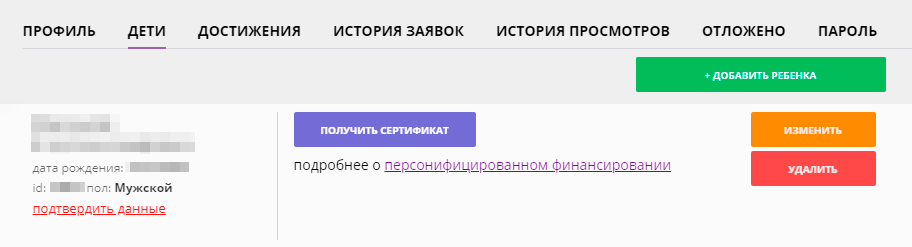 ПРОФИЛЬ ДЕТИ ДОСТИЖЕНИЯ ИСТОРИЯ ЗАЯВОК ИСТОРИЯ ПРОСМОТРОВ ОТЛОЖЕНО ПАРОЛЬ
+ ДОБАВИТЬ РЕБЕНКА
дата рождения:
id: пол: Мужской
подтвердить данные
ПОЛУЧИТЬ СЕРТИФИКАТ
подробнее о персонифицированном финансировании
ИЗМЕНИТЬ
УДАЛИТЬ